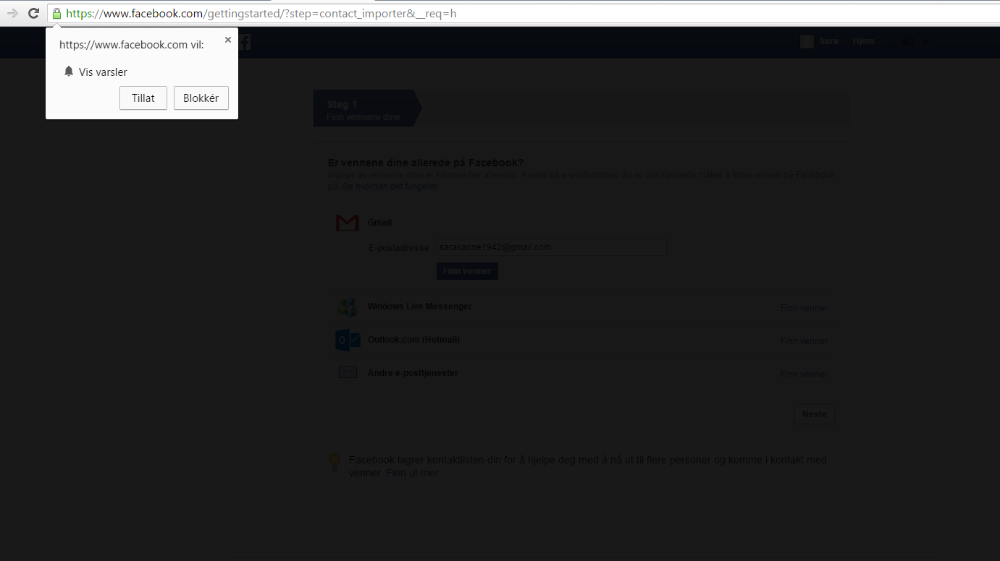 https://www.facebook.com/gettingstarted/?step=contact_importer&__req=h
https://www.facebook.com vil:
Vis varsler
Tillat
Blokkér
Sara
Hjem
Steg 1
Finn vennene dine
Er vennene dine allerede på Facebook?
Mange av vennene dine er kanskje her allerede. Å søke på e-postkontoen din er den raskeste måten å finne venner på Facebook
på. Se hvordan det fungerer.
Gmail
E-postadresse
sarakarine1942@gmail.com
Finn venner
Windows Live Messenger
Finn venner
Outlook.com (Hotmail)
Finn venner
Andre e-posttjenester
Finn venner
Neste
Facebook lagrer kontaktlisten din for å hjelpe deg med å nå ut til flere personer og komme i kontakt med
venner. Finn ut mer.